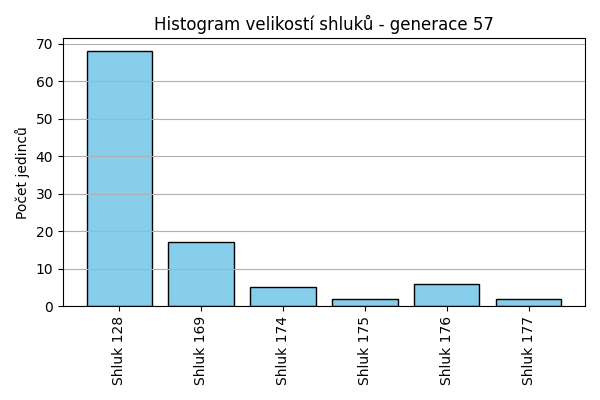 Histogram velikostí shluků - generace 57
Počet jedinců
70
60
50
40
30
20
10
0
Shluk 128
Shluk 169
Shluk 174
Shluk 175
Shluk 176
Shluk 177